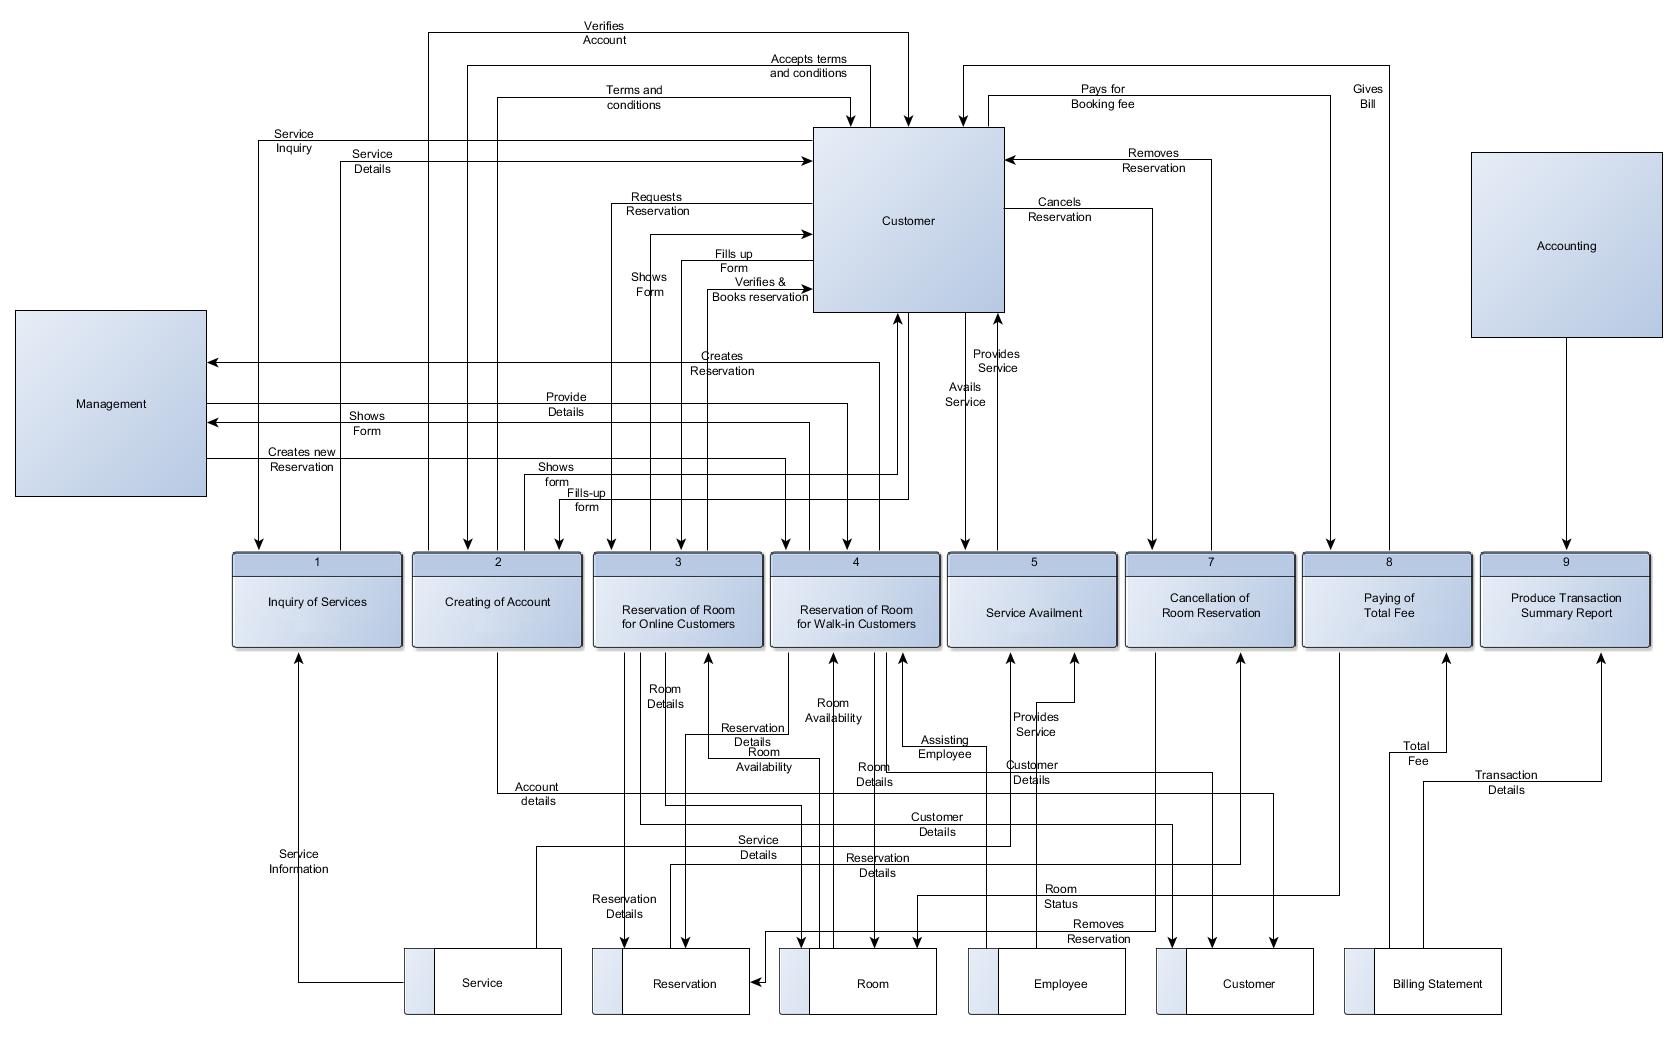 Verifies
Account
Accepts terms
and conditions
Terms and
conditions
Pays for
Booking fee
Gives
Bill
Service
Inquiry
Service
Details
Removes
Reservation
Requests
Reservation
Cancels
Reservation
Customer
Accounting
Fills up
Form
Shows
Form
Verifies &
Books reservation
Management
Creates
Reservation
Provides
Service
Avails
Service
Provide
Details
Shows
Form
Creates new
Reservation
Shows
form
Fills-up
form
1
Inquiry of Services
2
Creating of Account
3
Reservation of Room
for Online Customers
4
Reservation of Room
for Walk-in Customers
5
Service Availment
7
Cancellation of
Room Reservation
8
Paying of
Total Fee
9
Produce Transaction
Summary Report
Room
Details
Room
Availability
Reservation
Details
Room
Availability
Provides
Service
Assisting
Employee
Room
Details
Customer
Details
Total
Fee
Transaction
Details
Account
details
Customer
Details
Service
Details
Service
Information
Reservation
Details
Room
Status
Reservation
Details
Removes
Reservation
Service
Reservation
Room
Employee
Customer
Billing Statement